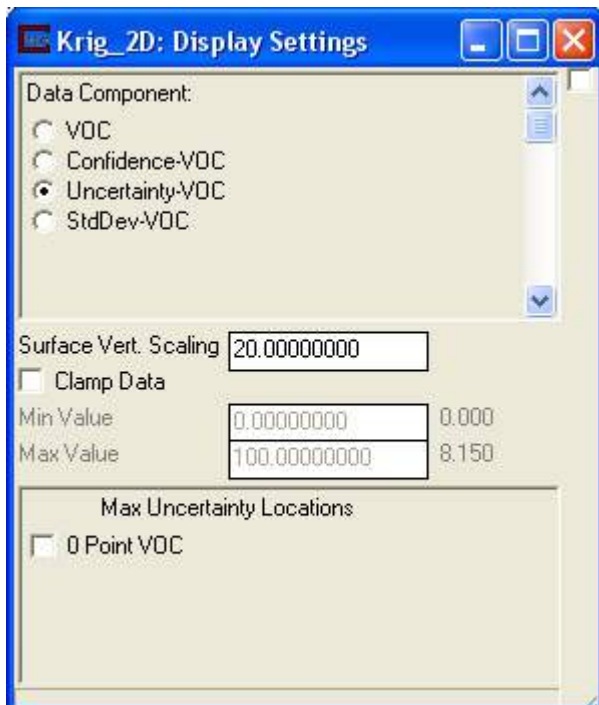 Krig_2D: Display Settings
Data Component:
VOC
Confidence-VOC
Uncertainty-VOC
StdDev-VOC
Surface Vert. Scaling 20.00000000
Clamp Data
Min Value 0.00000000 0.000
Max Value 100.00000000 8.150
Max Uncertainty Locations
0 Point VOC